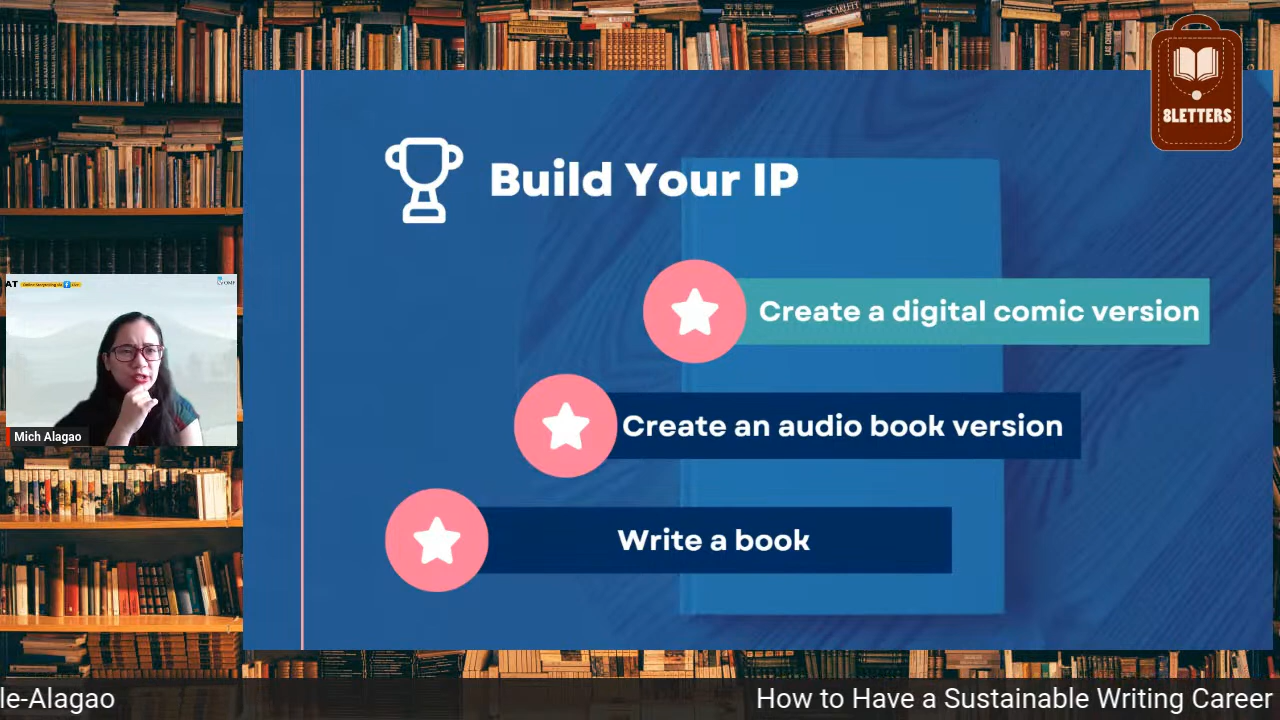 8LETTERS
Build Your IP
Create a digital comic version
Create an audio book version
Write a book
AT
Mich Alagao
le-Alagao
How to Have a Sustainable Writing Career